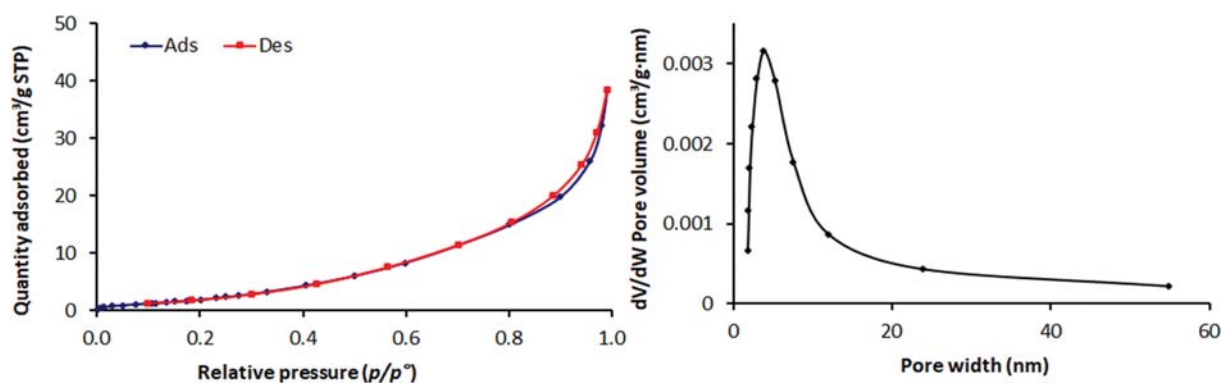 Quantity adsorbed (cm³/g STP)
50
40
30
20
10
0
Ads
Des
0.0 0.2 0.4 0.6 0.8 1.0
Relative pressure (p/p°)
dV/dW Pore volume (cm³/g·nm)
0.003
0.002
0.001
0
0 20 40 60
Pore width (nm)